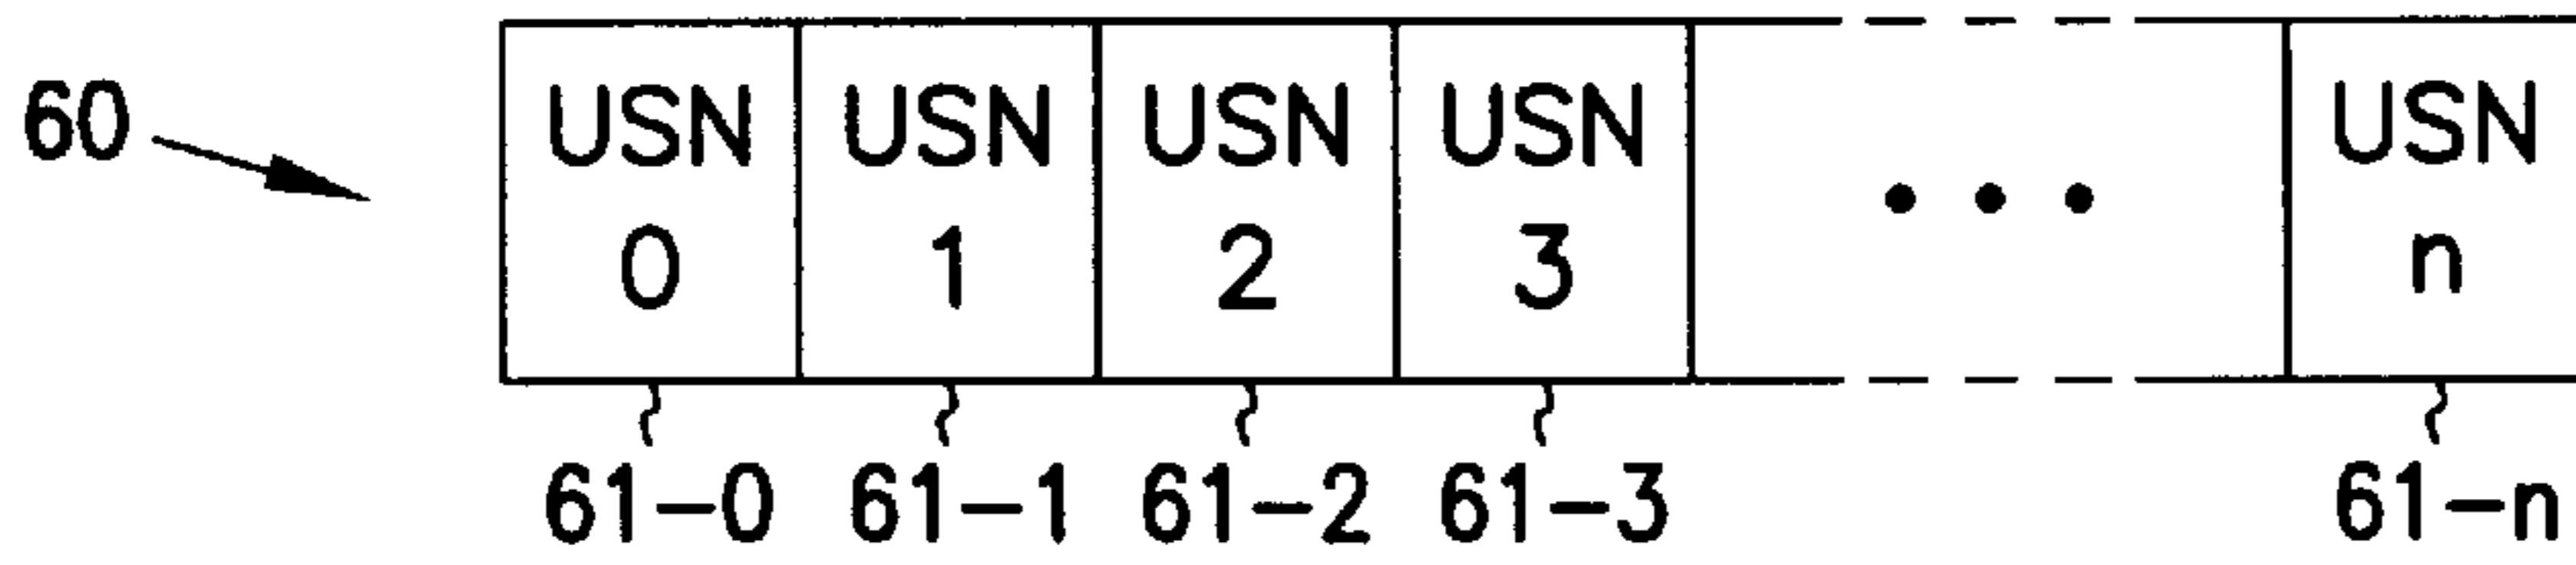 60
USN USN USN USN USN
0 1 2 3 • • • n
61-0 61-1 61-2 61-3 61-n